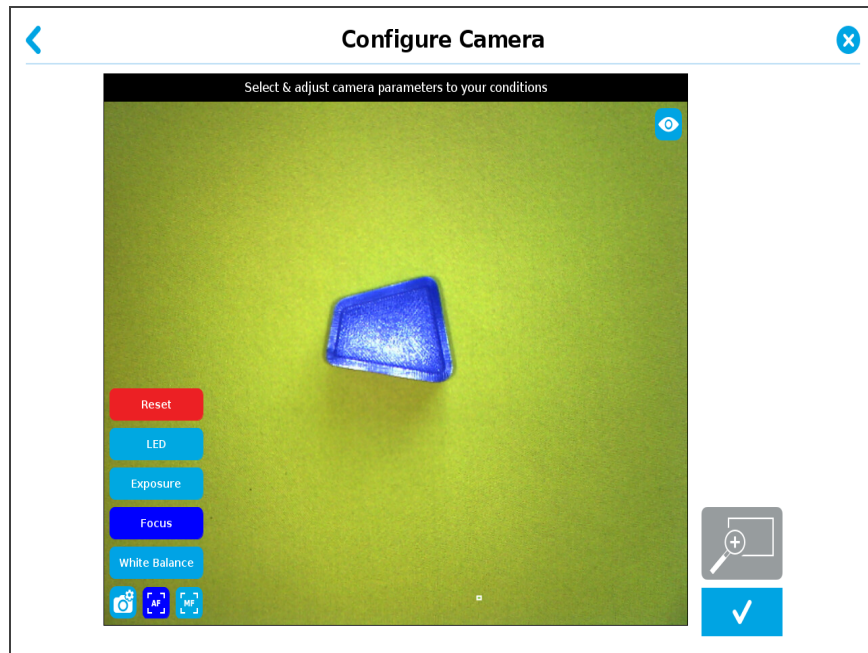 Configure Camera
Select & adjust camera parameters to your conditions
Reset
LED
Exposure
Focus
White Balance
AF
MF